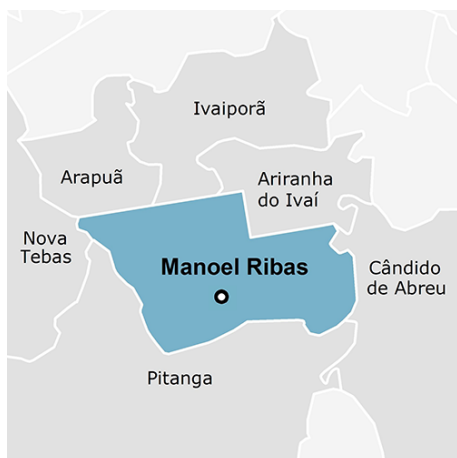 Ivaiporã
Arapuã
Ariranha
do Ivaí
Nova
Tebas
Manoel Ribas
Cândido
de Abreu
Pitanga